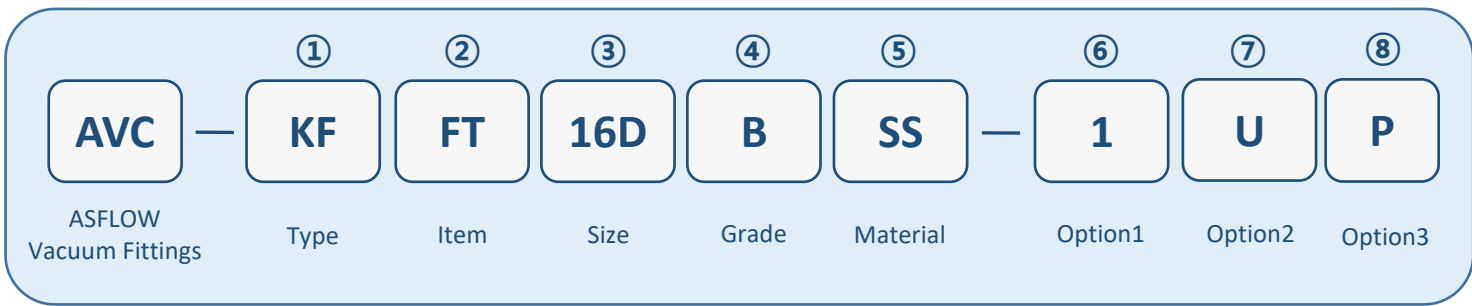 ① ② ③ ④ ⑤ ⑥ ⑦ ⑧
AVC — KF FT 16D B SS — 1 U P
ASFLOW
Vacuum Fittings
Type Item Size Grade Material Option1 Option2 Option3